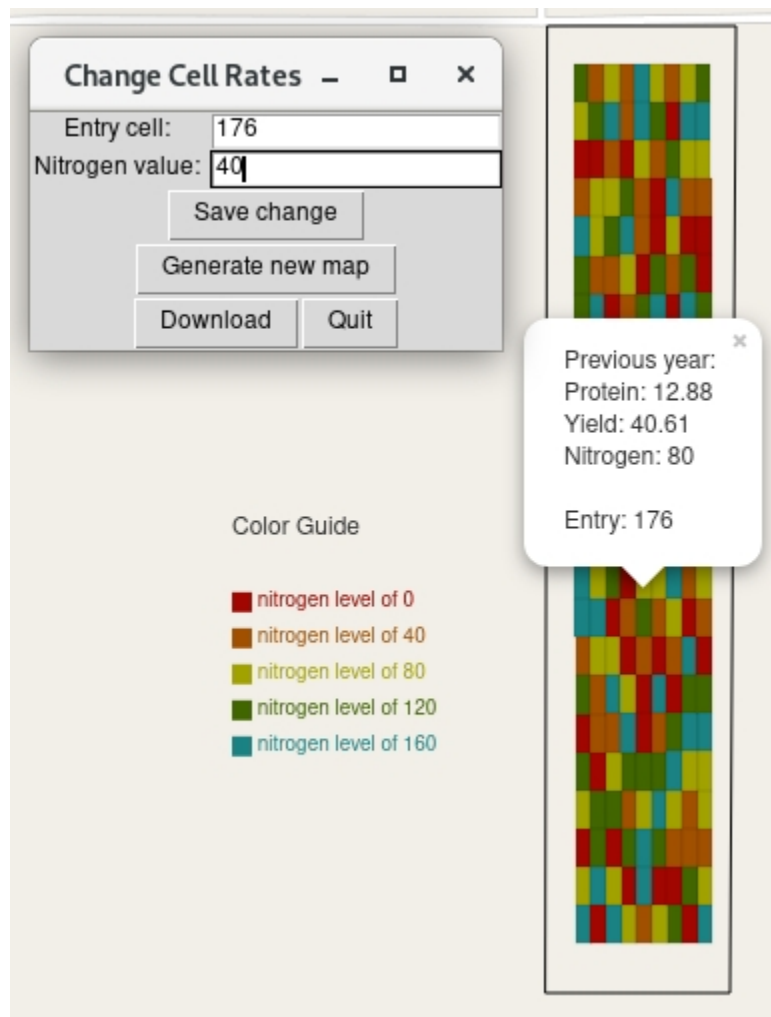 Change Cell Rates
Entry cell: 176
Nitrogen value: 40
Save change
Generate new map
Download Quit
Previous year:
Protein: 12.88
Yield: 40.61
Nitrogen: 80
Entry: 176
Color Guide
nitrogen level of 0
nitrogen level of 40
nitrogen level of 80
nitrogen level of 120
nitrogen level of 160